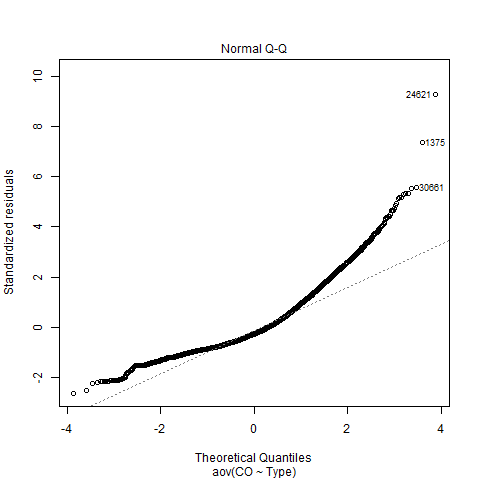 Normal Q-Q
10
8
6
4
2
0
-2
Standardized residuals
24621
1375
30661
-4 -2 0 2 4
Theoretical Quantiles
aov(CO ~ Type)